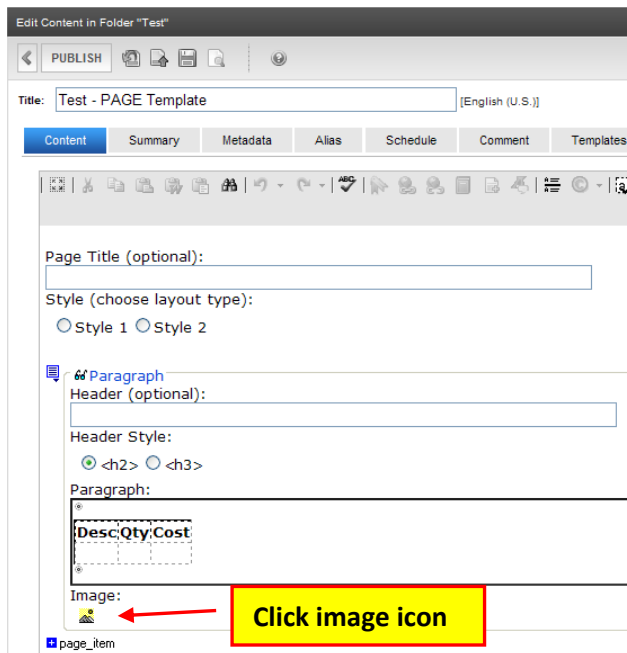 Edit Content in Folder "Test"
PUBLISH
Title: Test - PAGE Template [English (U.S.)]
Content Summary Metadata Alias Schedule Comment Templates
ABC
Page Title (optional):
Style (choose layout type):
Style 1 Style 2
Paragraph
Header (optional):
Header Style:
<h2> <h3>
Paragraph:
Desc Qty Cost
Image:
Click image icon
page_item